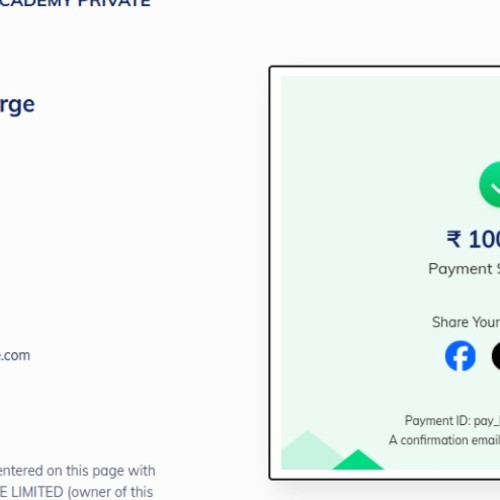 CADEMY PRIVATE
rge
₹ 100
Payment S
Share Your
.com
Payment ID: pay_
A confirmation email
entered on this page with
E LIMITED (owner of this